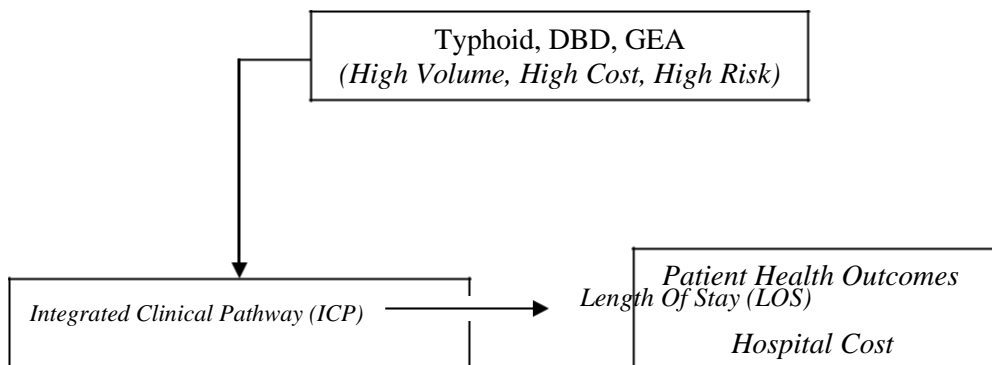 Typhoid, DBD, GEA
(High Volume, High Cost, High Risk)
Patient Health Outcomes
Integrated Clinical Pathway (ICP)
Length Of Stay (LOS)
Hospital Cost